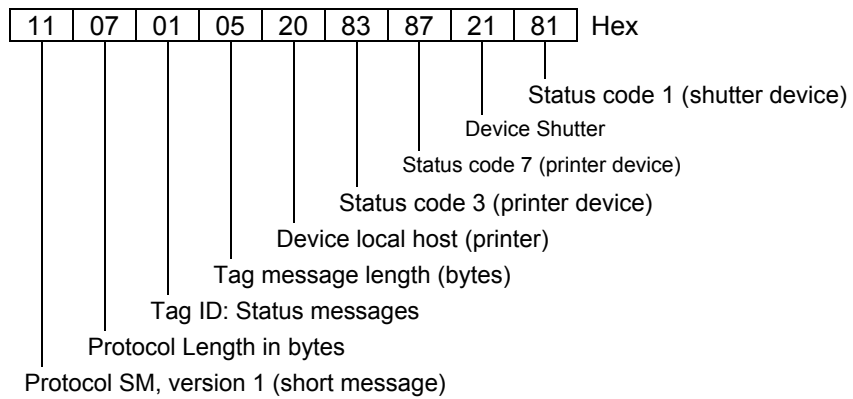 11 07 01 05 20 83 87 21 81 Hex
Status code 1 (shutter device)
Device Shutter
Status code 7 (printer device)
Status code 3 (printer device)
Device local host (printer)
Tag message length (bytes)
Tag ID: Status messages
Protocol Length in bytes
Protocol SM, version 1 (short message)